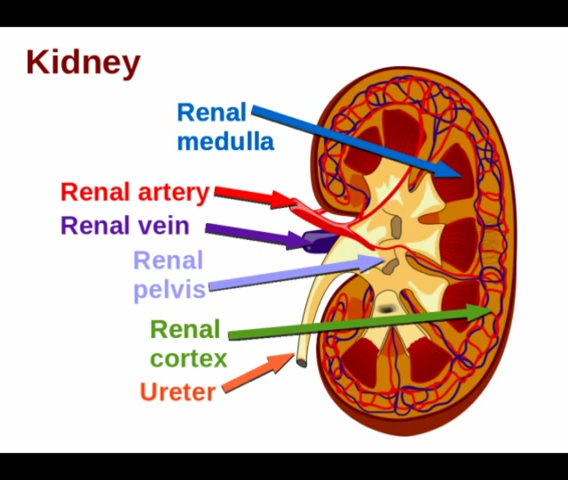 Kidney
Renal
medulla
Renal artery
Renal vein
Renal
pelvis
Renal
cortex
Ureter